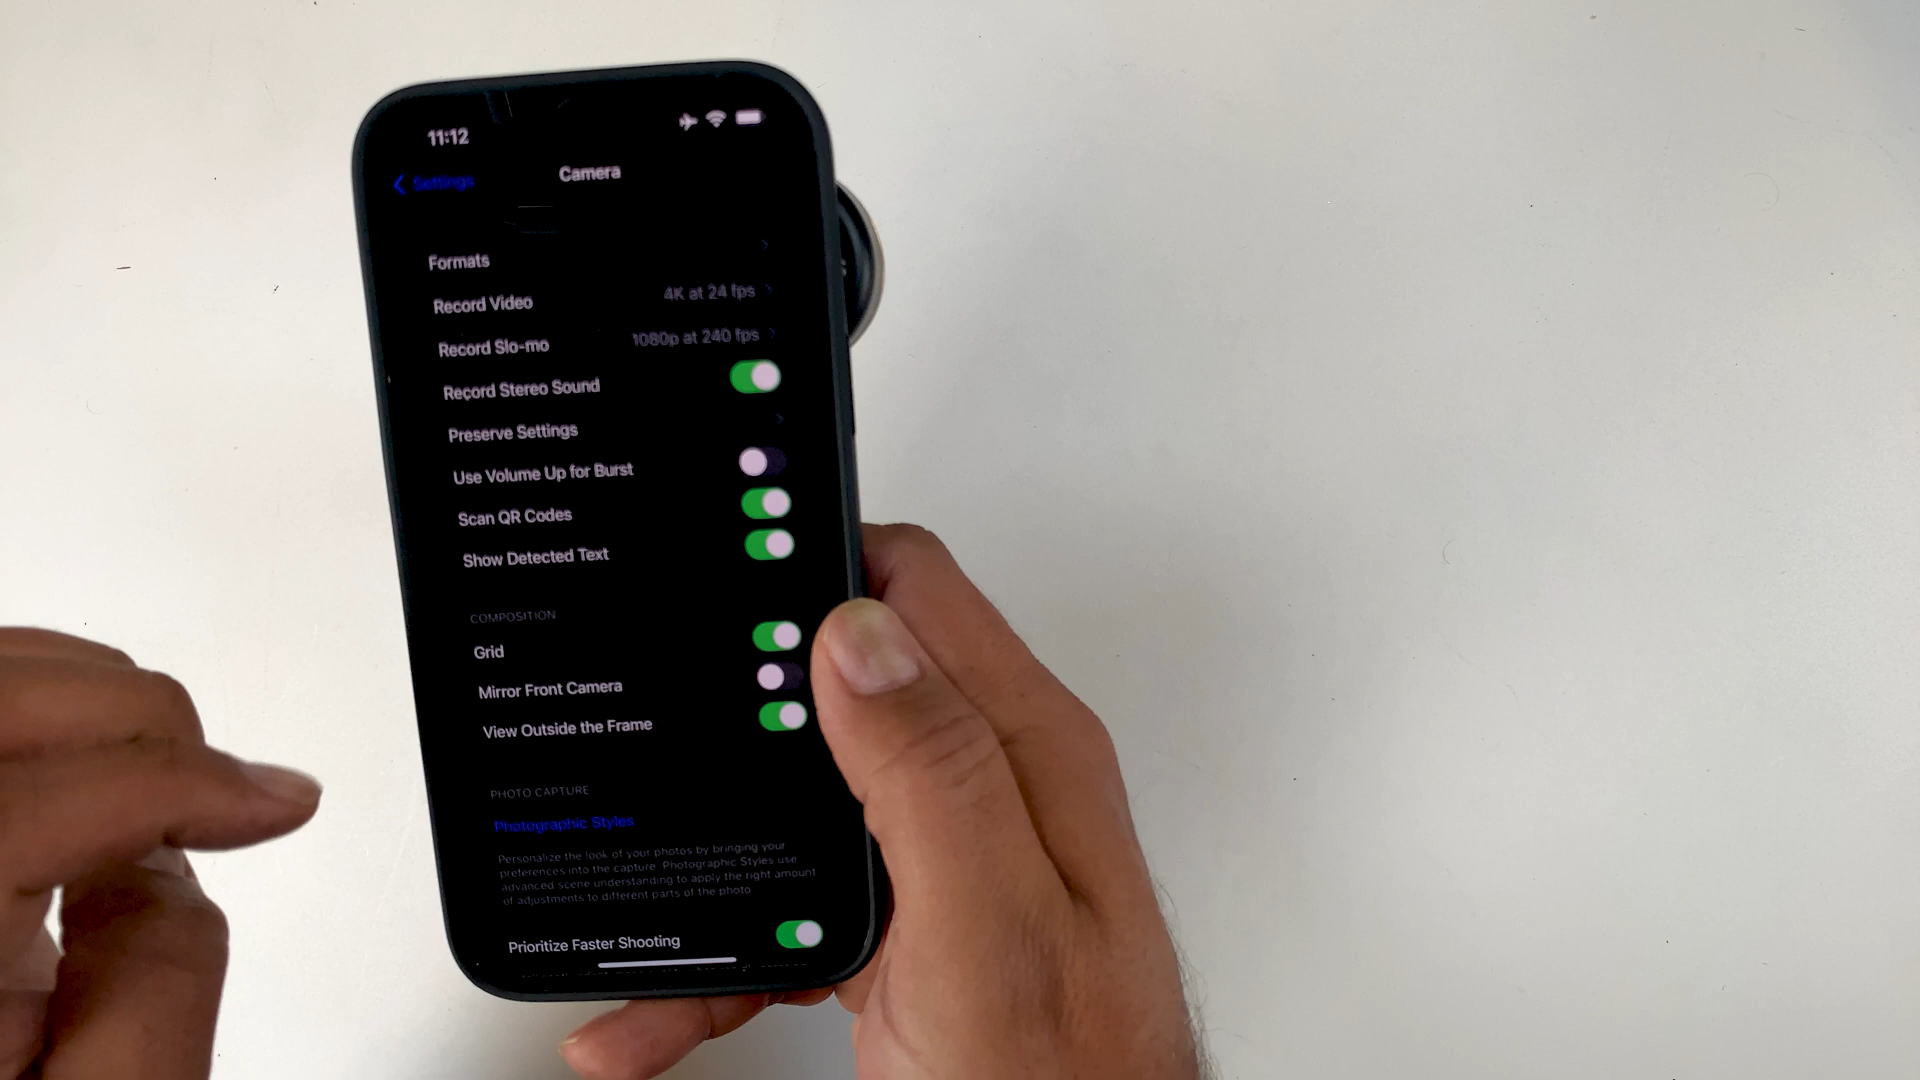 11:12
Settings
Camera
Formats
Record Video
4K at 24 fps
Record Slo-mo
1080p at 240 fps
Record Stereo Sound
Preserve Settings
Use Volume Up for Burst
Scan QR Codes
Show Detected Text
COMPOSITION
Grid
Mirror Front Camera
View Outside the Frame
PHOTO CAPTURE
Photographic Styles
Personalize the look of your photos by bringing your
preferences into the capture. Photographic Styles use
advanced scene understanding to apply the right amount
of adjustments to different parts of the photo.
Prioritize Faster Shooting